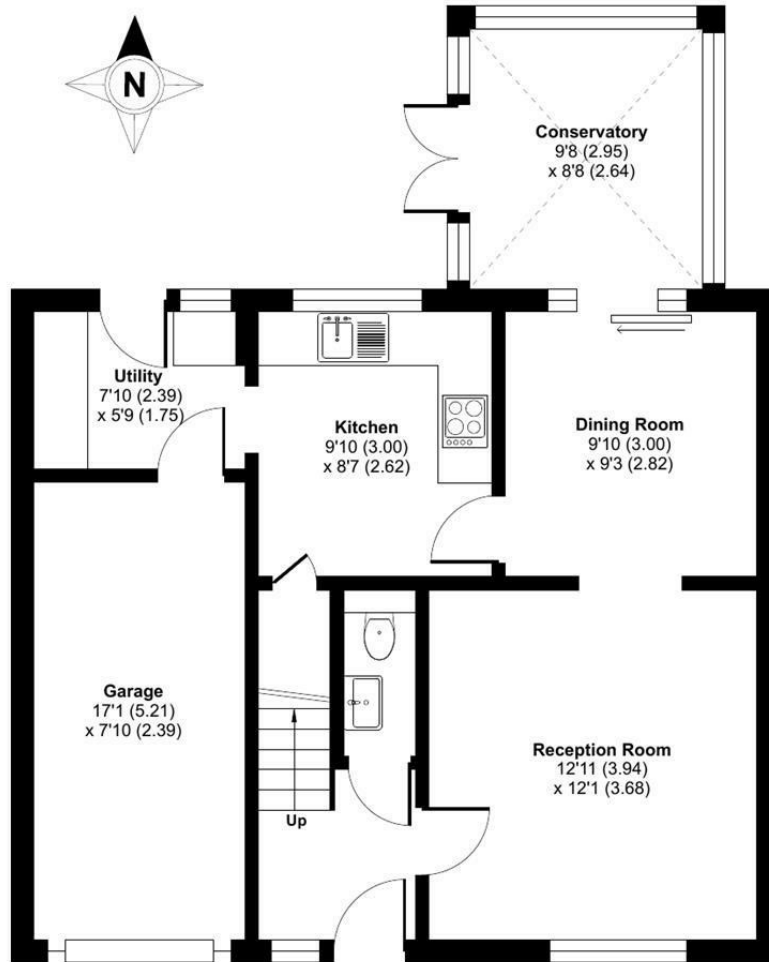 N
Conservatory
9'8 (2.95)
x 8'8 (2.64)
Utility
7'10 (2.39)
x 5'9 (1.75)
Kitchen
9'10 (3.00)
x 8'7 (2.62)
Dining Room
9'10 (3.00)
x 9'3 (2.82)
Garage
17'1 (5.21)
x 7'10 (2.39)
Reception Room
12'11 (3.94)
x 12'1 (3.68)
Up